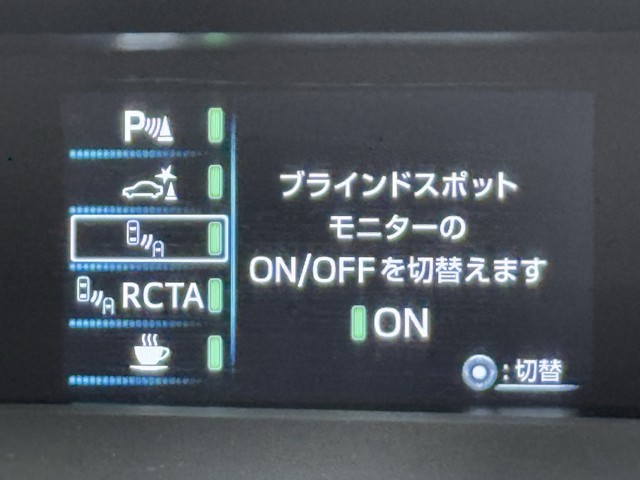 P
RCTA
ブラインドスポット
モニターの
ON/OFFを切替えます
ON
:切替